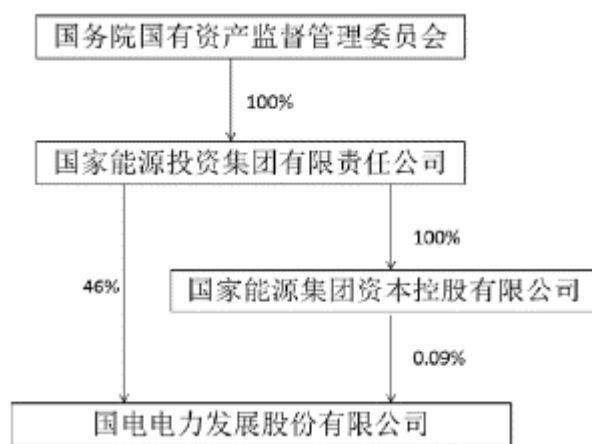 国务院国有资产监督管理委员会
100%
国家能源投资集团有限责任公司
100%
46%
国家能源集团资本控股有限公司
0.09%
国电电力发展股份有限公司